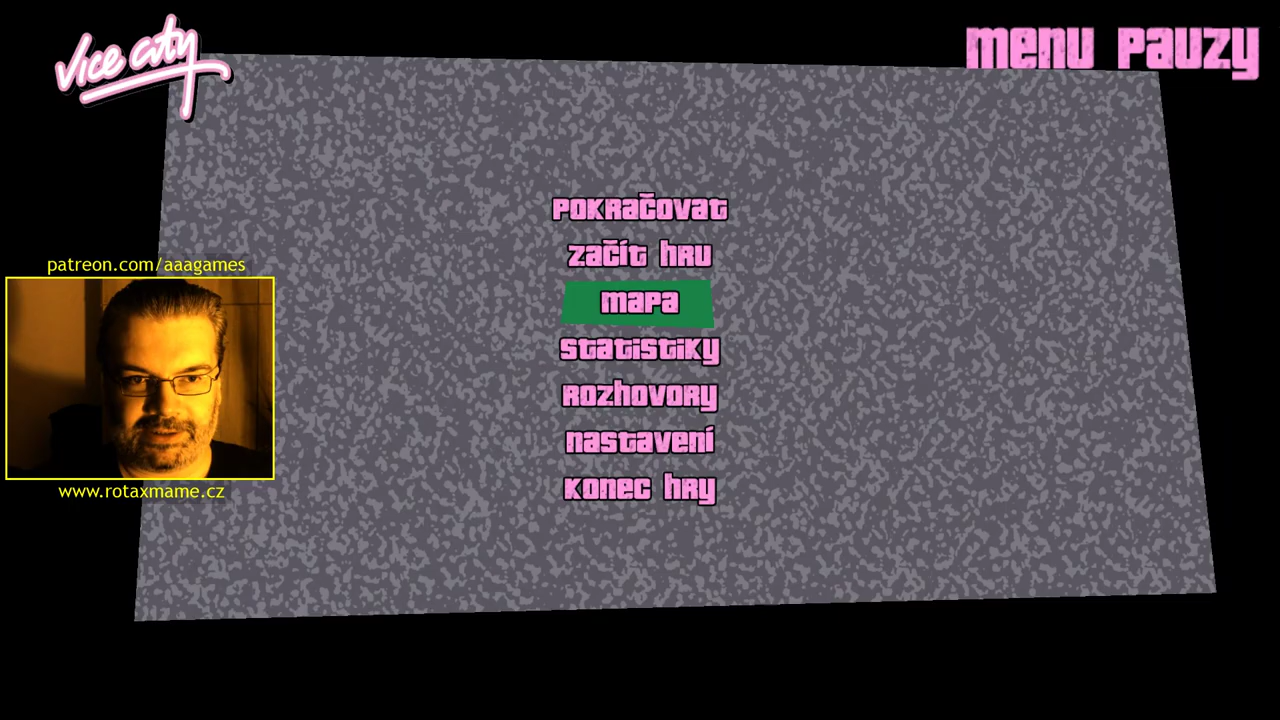 vice city
MENU PAUZY
POKRAČOVAT
ZAČÍT HRU
MAPA
STATISTIKY
ROZHOVORY
NASTAVENÍ
KONEC HRY
patreon.com/aaagames
www.rotaxmame.cz